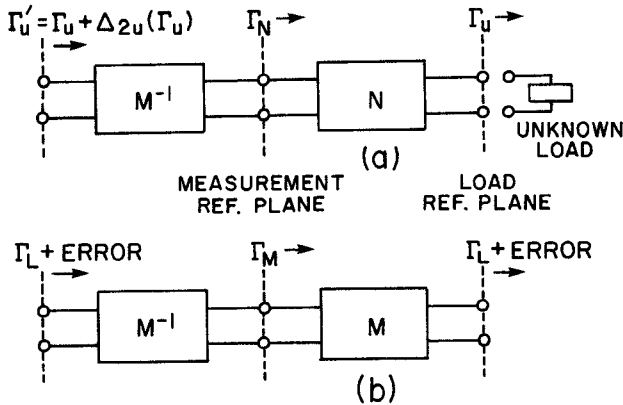 Γu′ = Γu + Δ2u(Γu)
ΓN
Γu
M⁻¹
N
UNKNOWN
LOAD
(a)
MEASUREMENT
REF. PLANE
LOAD
REF. PLANE
ΓL + ERROR
ΓM
ΓL + ERROR
M⁻¹
M
(b)